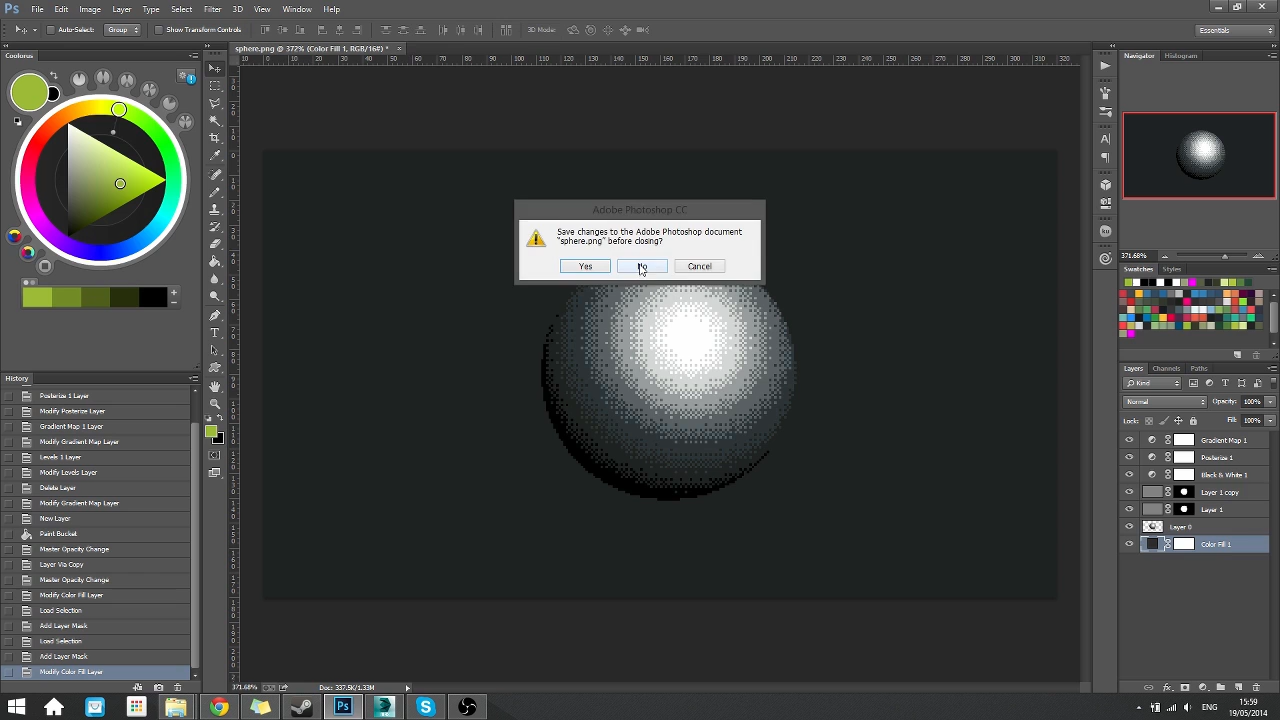 Ps File Edit Image Layer Type Select Filter 3D View Window Help
Auto-Select: Group Show Transform Controls 3D Mode: Essentials
sphere.png @ 372% (Color Fill 1, RGB/16#) *
Coolorus
Navigator Histogram
Adobe Photoshop CC
Save changes to the Adobe Photoshop document
"sphere.png" before closing?
Yes No Cancel
371.68%
Swatches Styles
History
Posterize 1 Layer
Modify Posterize Layer
Gradient Map 1 Layer
Modify Gradient Map Layer
Levels 1 Layer
Modify Levels Layer
Delete Layer
Modify Gradient Map Layer
New Layer
Paint Bucket
Master Opacity Change
Layer Via Copy
Master Opacity Change
Modify Color Fill Layer
Load Selection
Add Layer Mask
Load Selection
Add Layer Mask
Modify Color Fill Layer
Layers Channels Paths
Kind
Normal Opacity: 100%
Lock: Fill: 100%
Gradient Map 1
Posterize 1
Black & White 1
Layer 1 copy
Layer 1
Layer 0
Color Fill 1
371.68% Doc: 337.5K/1.33M
ENG 15:59
19/05/2014